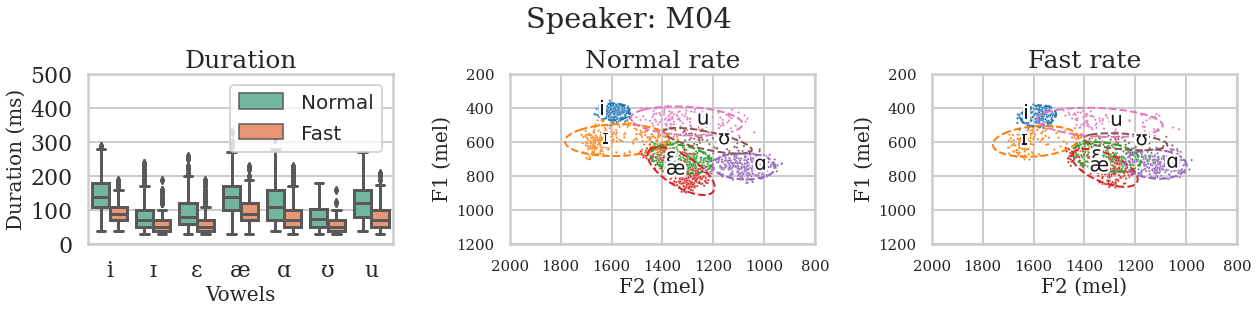 Speaker: M04
Duration
500
400
300
200
100
0
Duration (ms)
Normal
Fast
i ɪ ɛ æ ɑ ʊ u
Vowels
Normal rate
200
400
600
800
1000
1200
F1 (mel)
i
u
ɪ
ʊ
ɛ
æ
ɑ
2000 1800 1600 1400 1200 1000 800
F2 (mel)
Fast rate
200
400
600
800
1000
1200
F1 (mel)
i
u
ɪ
ʊ
ɛ
æ
ɑ
2000 1800 1600 1400 1200 1000 800
F2 (mel)